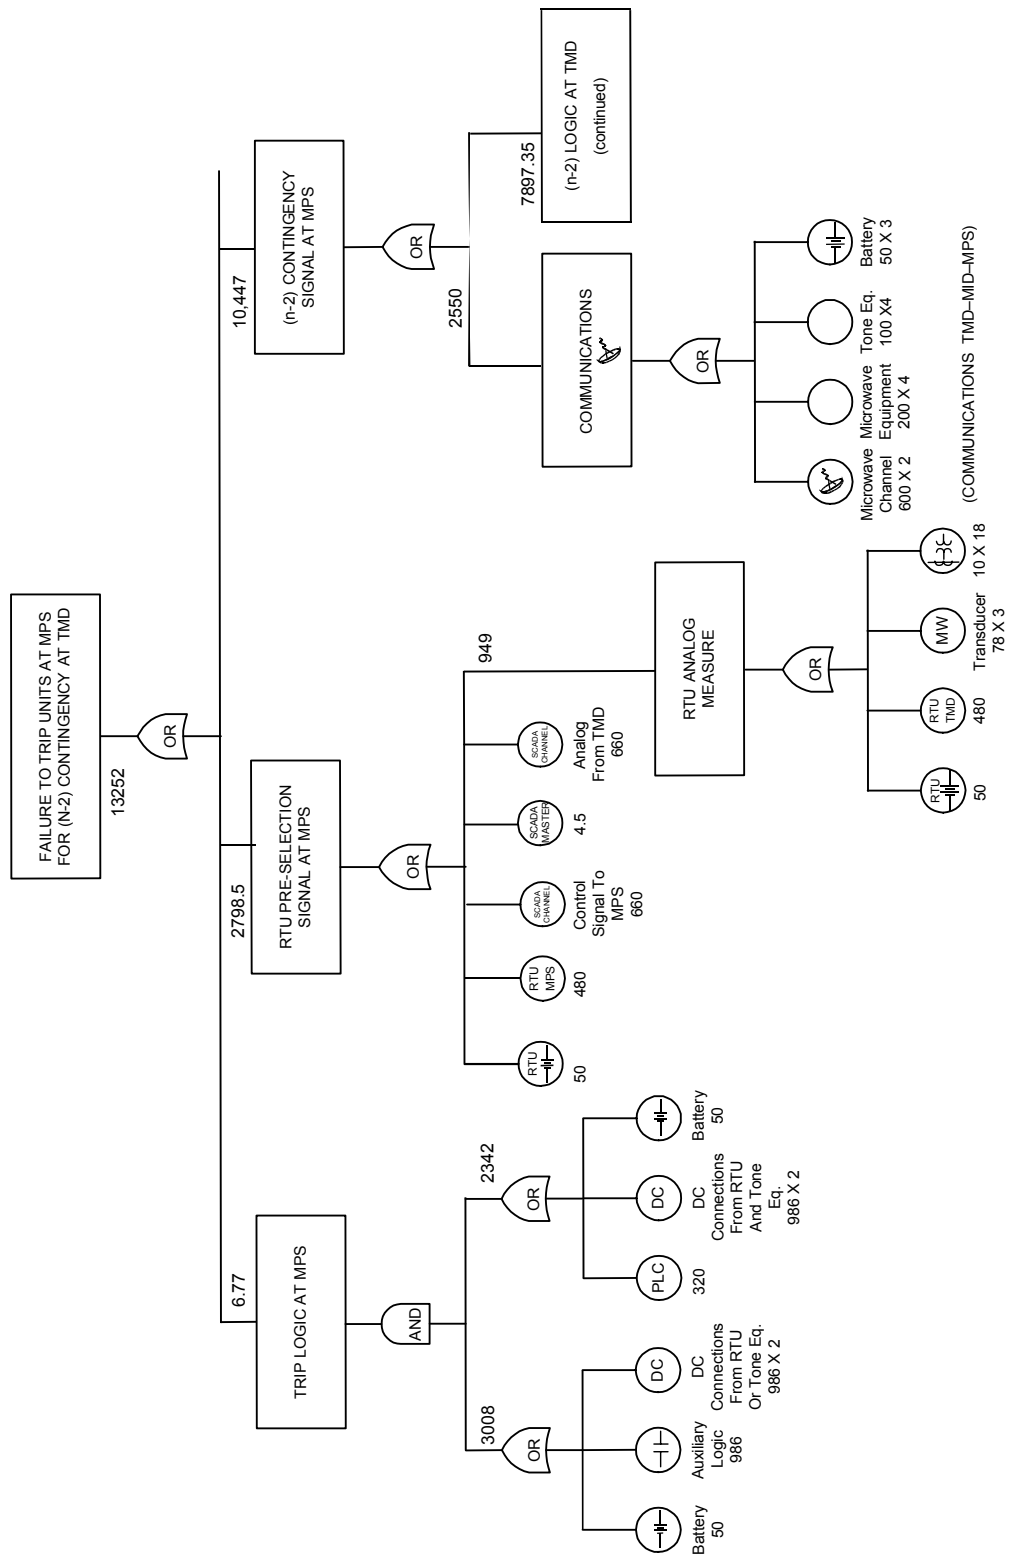 FAILURE TO TRIP UNITS AT MPS
FOR (N-2) CONTINGENCY AT TMD
13252
OR
6.77
TRIP LOGIC AT MPS
AND
3008
OR
Battery
50
Auxiliary
Logic
986
DC
DC
Connections
From RTU
Or Tone Eq.
986 X 2
2342
OR
PLC
320
DC
DC
Connections
From RTU
And Tone
Eq.
986 X 2
Battery
50
2798.5
RTU PRE-SELECTION
SIGNAL AT MPS
OR
RTU
50
RTU
MPS
480
SCADA
CHANNEL
Control
Signal To
MPS
660
SCADA
MASTER
4.5
SCADA
CHANNEL
Analog
From TMD
660
949
RTU ANALOG
MEASURE
OR
RTU
50
RTU
TMD
480
MW
Transducer
78 X 3
10 X 18
10,447
(n-2) CONTINGENCY
SIGNAL AT MPS
OR
2550
COMMUNICATIONS
OR
Microwave
Channel
600 X 2
Microwave
Equipment
200 X 4
Tone Eq.
100 X4
Battery
50 X 3
(COMMUNICATIONS TMD–MID–MPS)
7897.35
(n-2) LOGIC AT TMD
(continued)